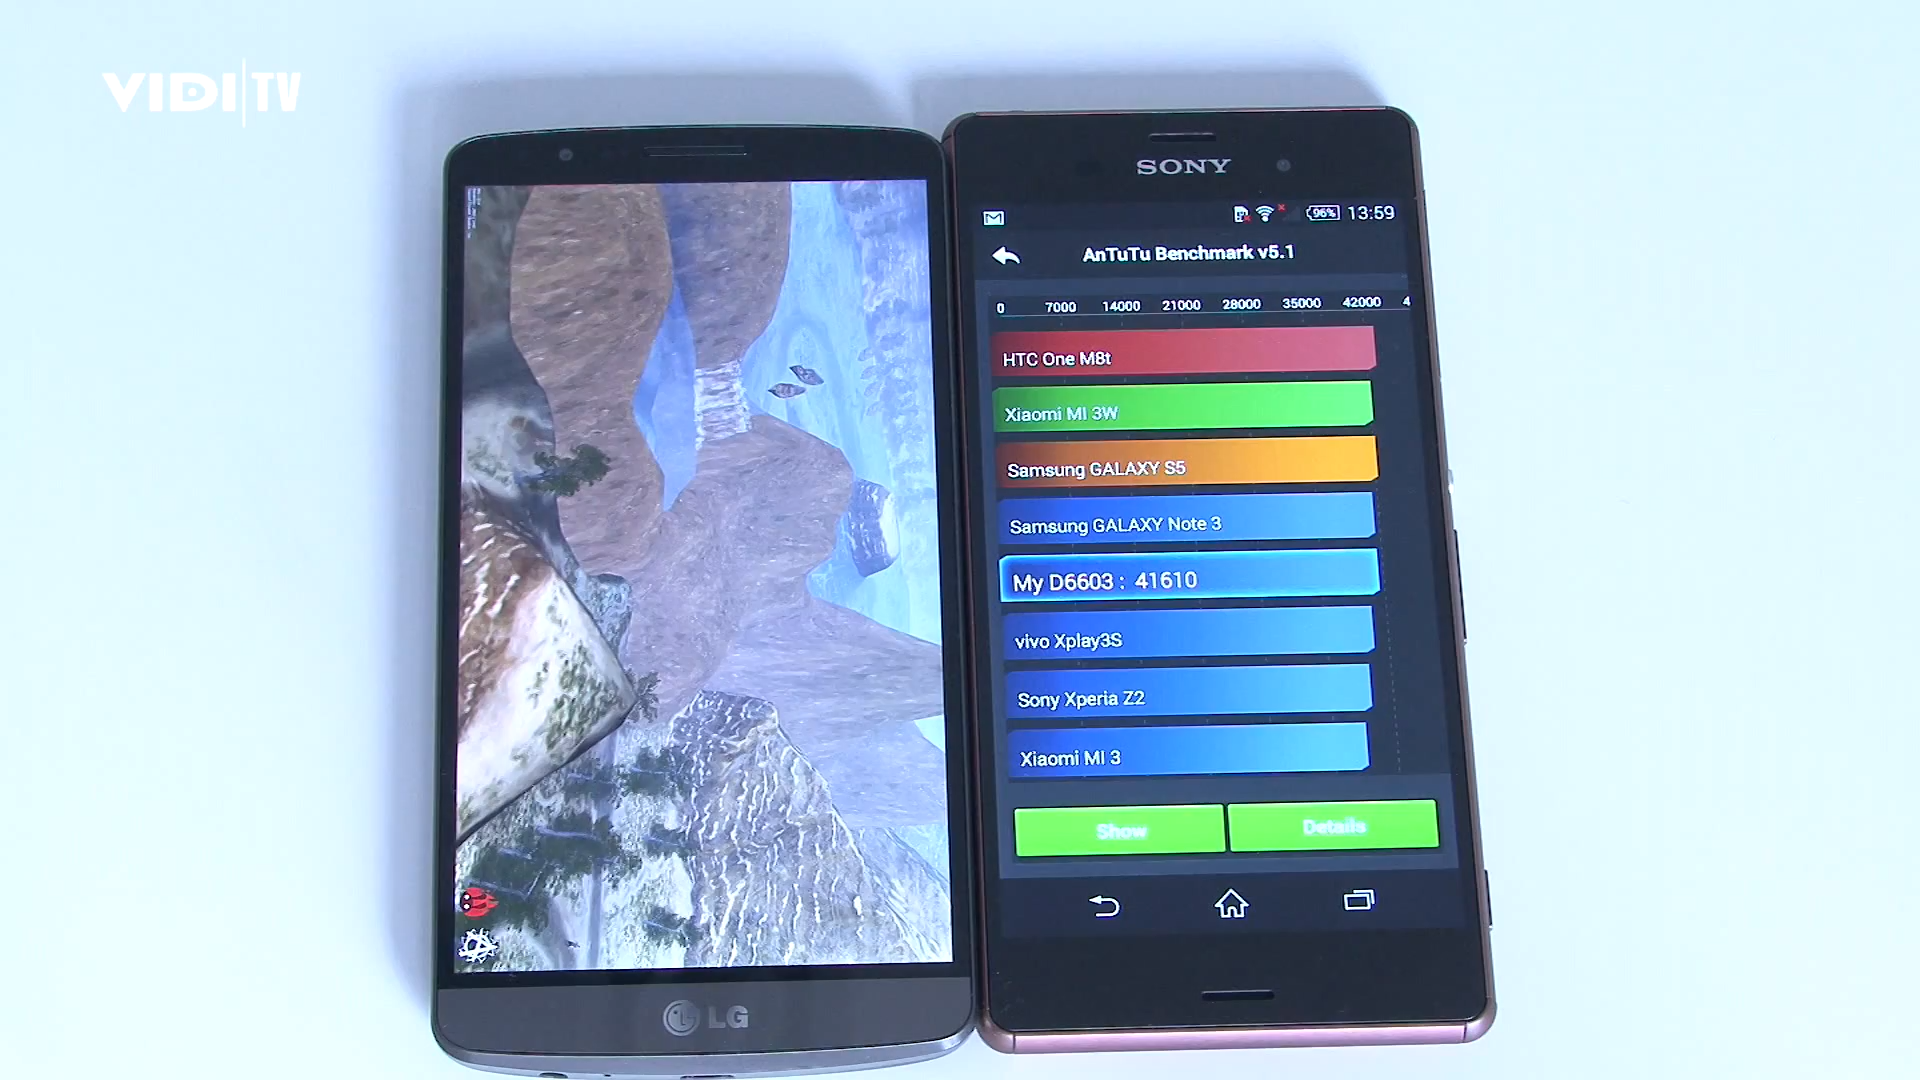 VIDI TV
SONY
96% 13:59
AnTuTu Benchmark v5.1
0 7000 14000 21000 28000 35000 42000 4
HTC One M8t
Xiaomi MI 3W
Samsung GALAXY S5
Samsung GALAXY Note 3
My D6603 : 41610
vivo Xplay3S
Sony Xperia Z2
Xiaomi MI 3
Show Details
LG